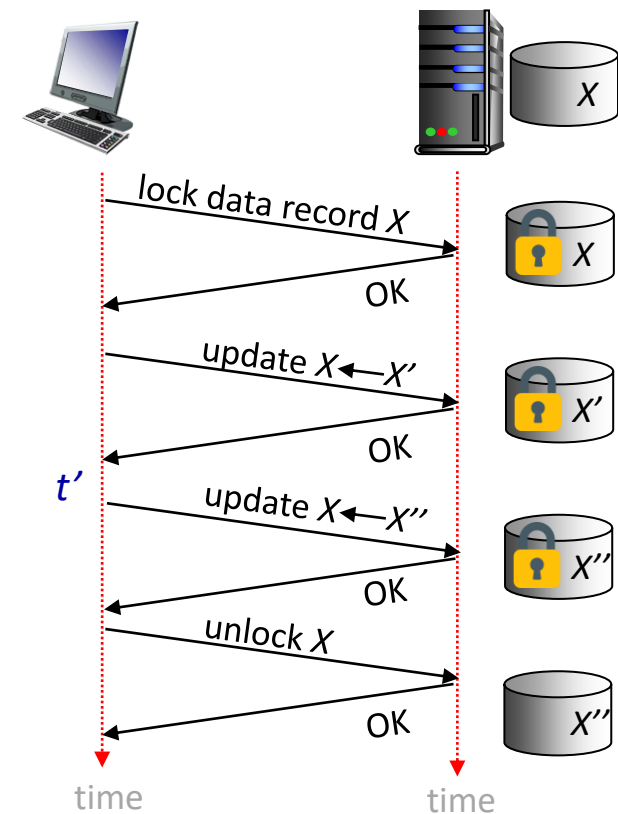 X
lock data record X
X
OK
update X←X’
X’
OK
t’
update X←X’’
X’’
OK
unlock X
X’’
OK
time
time